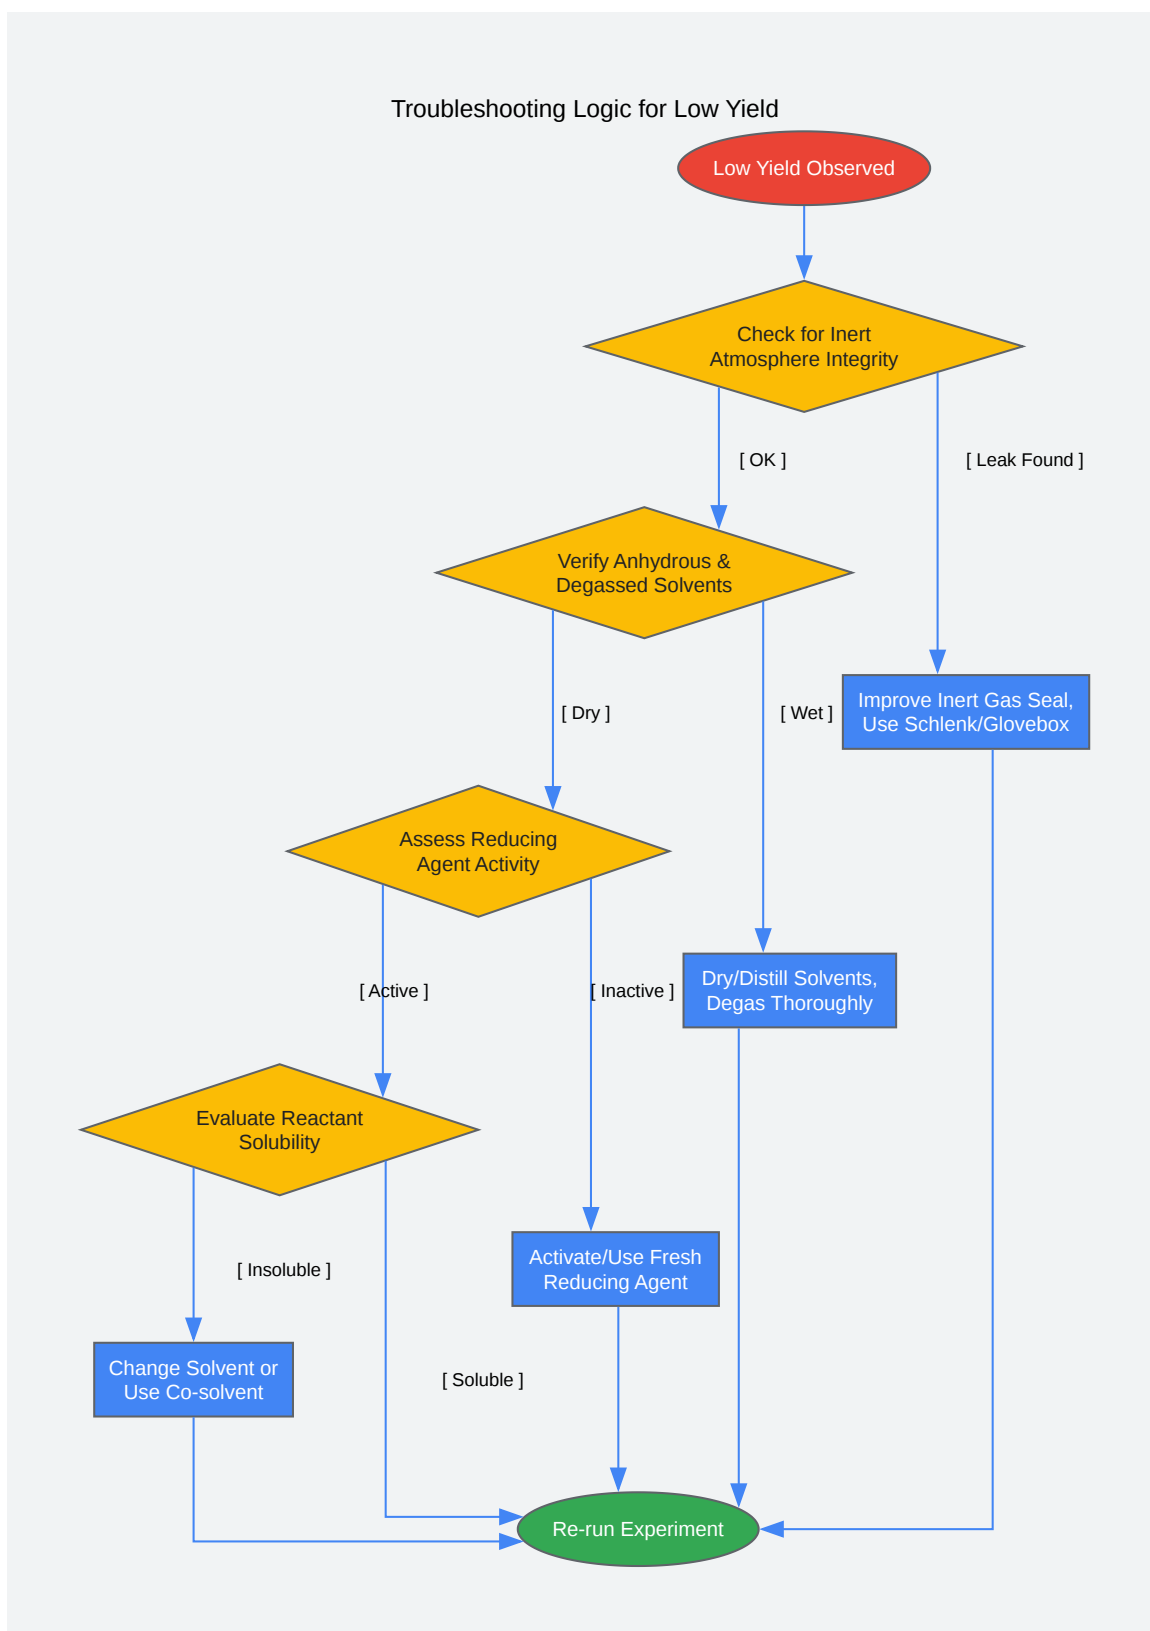 Troubleshooting Logic for Low Yield
Low Yield Observed
Check for Inert
Atmosphere Integrity
[ OK ]
[ Leak Found ]
Verify Anhydrous &
Degassed Solvents
[ Dry ]
[ Wet ]
Improve Inert Gas Seal,
Use Schlenk/Glovebox
Assess Reducing
Agent Activity
[ Active ]
[ Inactive ]
Dry/Distill Solvents,
Degas Thoroughly
Evaluate Reactant
Solubility
[ Insoluble ]
Activate/Use Fresh
Reducing Agent
Change Solvent or
Use Co-solvent
[ Soluble ]
Re-run Experiment